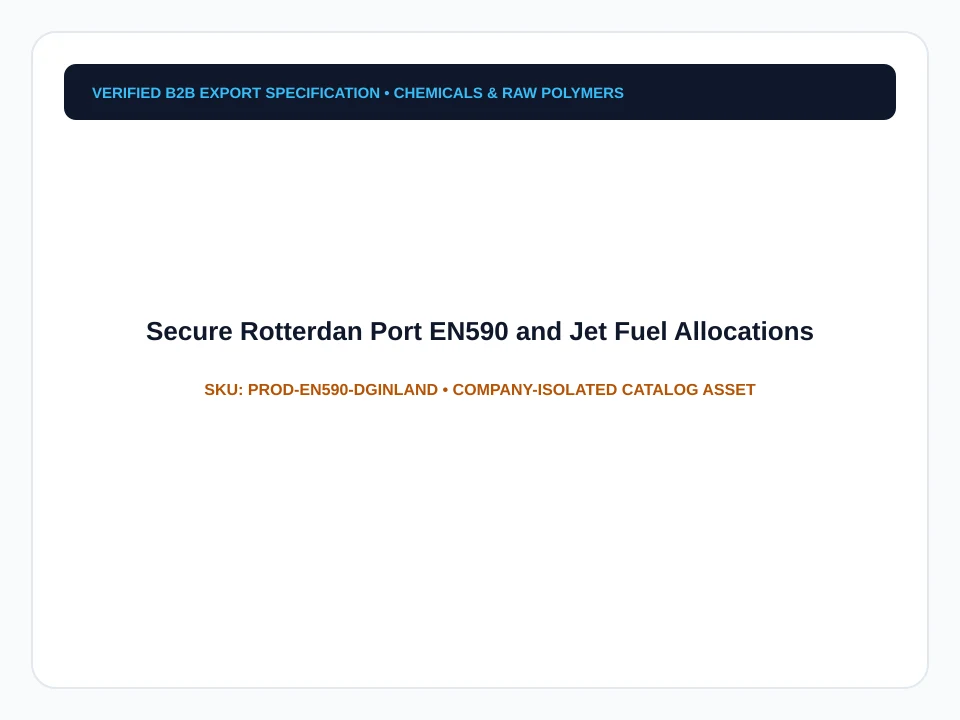 VERIFIED B2B EXPORT SPECIFICATION • CHEMICALS & RAW POLYMERS
Secure Rotterdan Port EN590 and Jet Fuel Allocations
SKU: PROD-EN590-DGINLAND • COMPANY-ISOLATED CATALOG ASSET